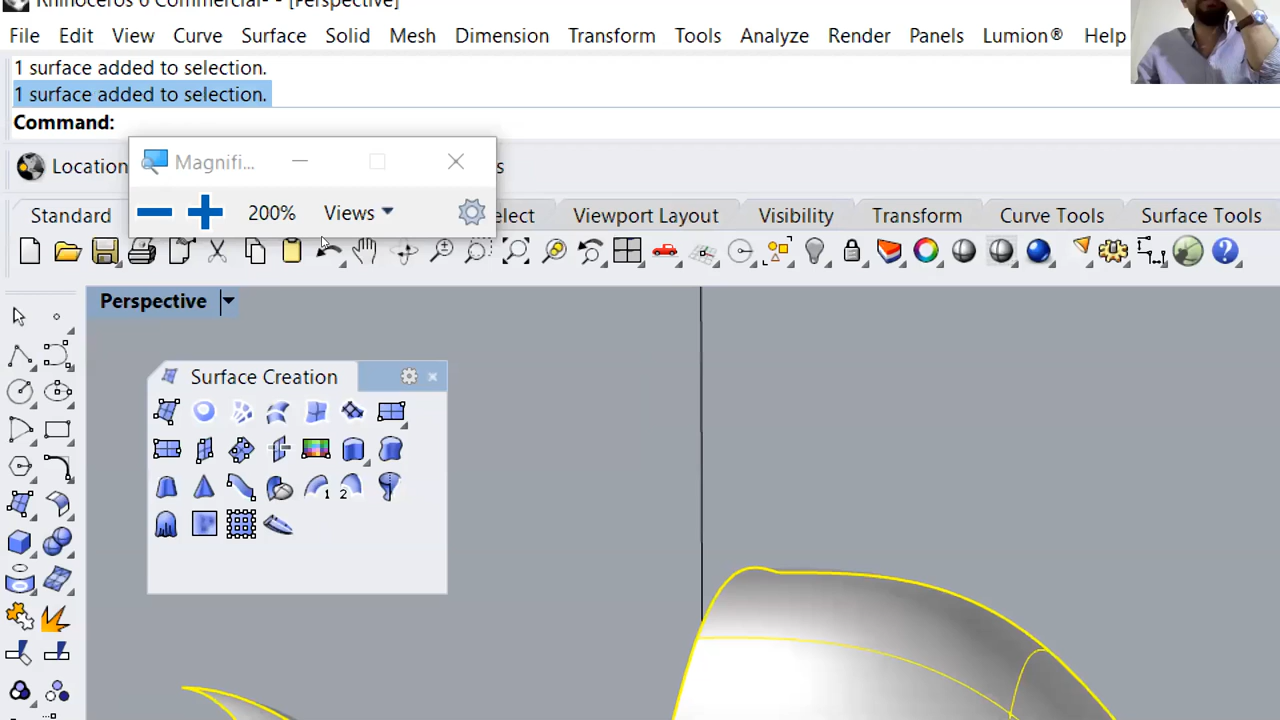 Rhinoceros 6 Commercial- - [Perspective]
File Edit View Curve Surface Solid Mesh Dimension Transform Tools Analyze Render Panels Lumion® Help
1 surface added to selection.
1 surface added to selection.
Command:
Magnifi...
Location
200% Views
Standard
Viewport Layout Visibility Transform Curve Tools Surface Tools
Perspective
Surface Creation
1 2